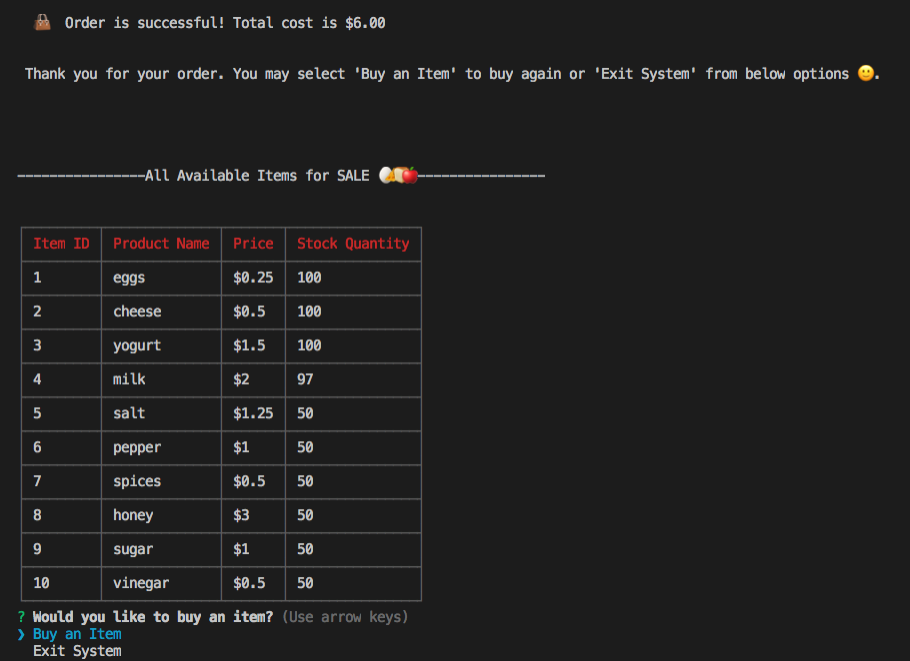 👜 Order is successful! Total cost is $6.00
Thank you for your order. You may select 'Buy an Item' to buy again or 'Exit System' from below options 🙂.
----------------All Available Items for SALE 🥚🍞🍎----------------
Item ID Product Name Price Stock Quantity
1 eggs $0.25 100
2 cheese $0.5 100
3 yogurt $1.5 100
4 milk $2 97
5 salt $1.25 50
6 pepper $1 50
7 spices $0.5 50
8 honey $3 50
9 sugar $1 50
10 vinegar $0.5 50
? Would you like to buy an item? (Use arrow keys)
❯ Buy an Item
Exit System